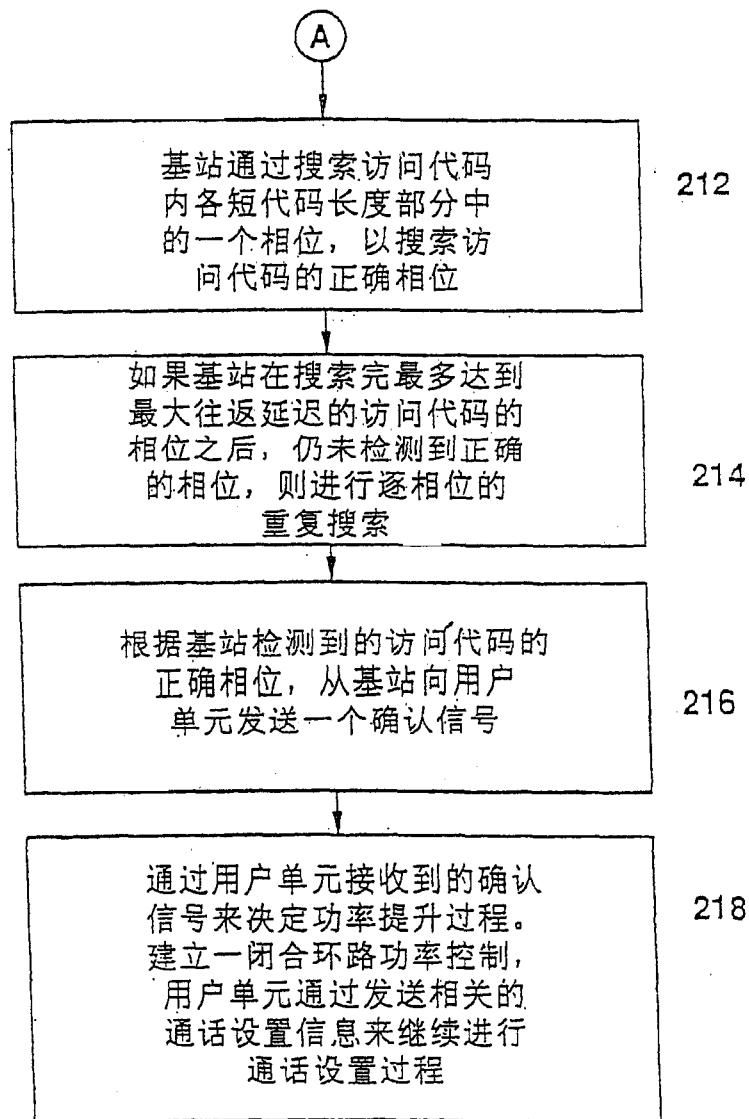 A
基站通过搜索访问代码
内各短代码长度部分中
的一个相位，以搜索访
问代码的正确相位
212
如果基站在搜索完最多达到
最大往返延迟的访问代码的
相位之后，仍未检测到正确
的相位，则进行逐相位的
重复搜索
214
根据基站检测到的访问代码的
正确相位，从基站向用户
单元发送一个确认信号
216
通过用户单元接收到的确认
信号来决定功率提升过程。
建立一闭合环路功率控制，
用户单元通过发送相关的
通话设置信息来继续进行
通话设置过程
218